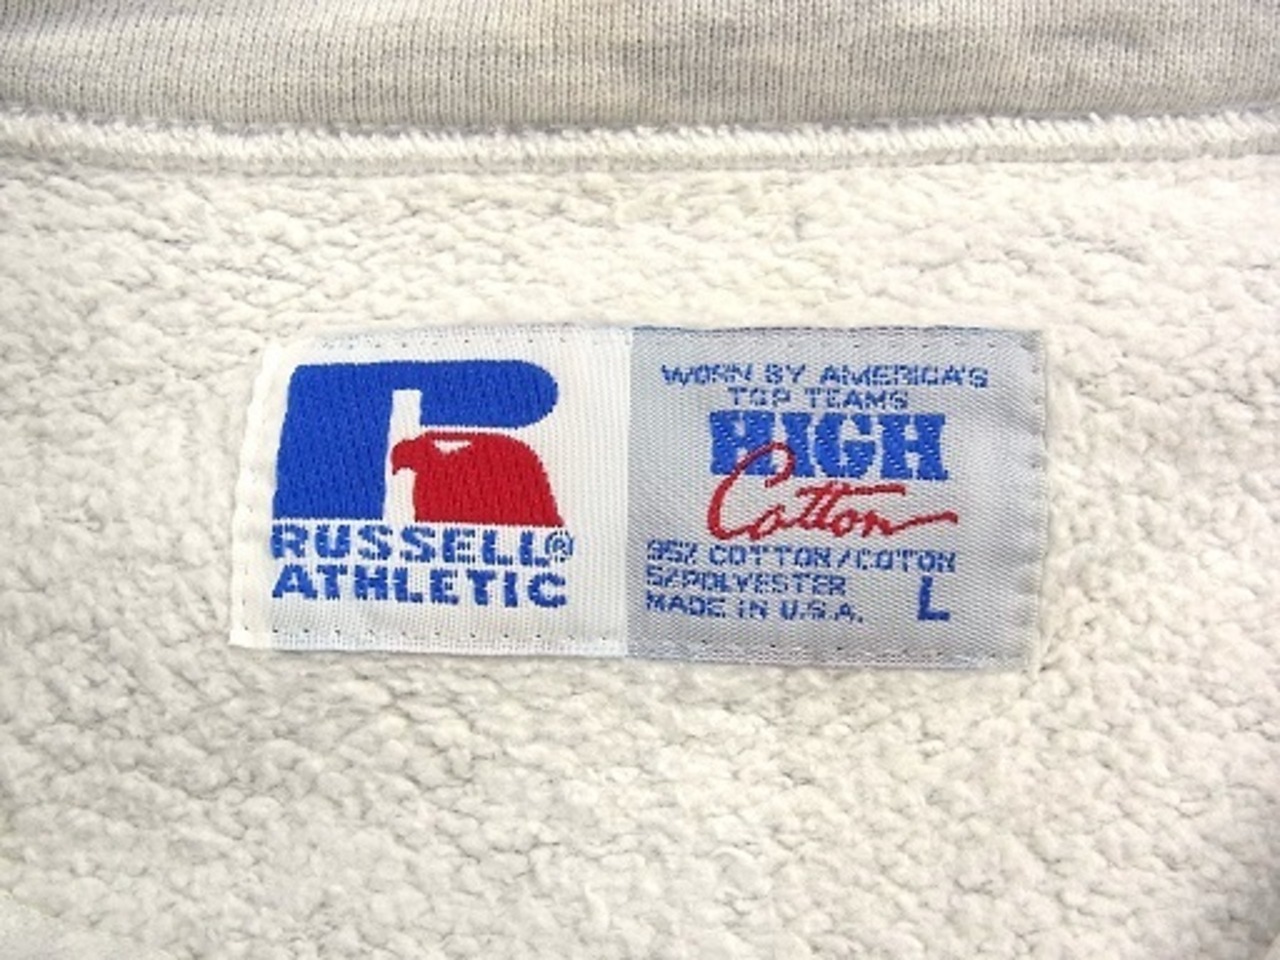 RUSSELL®
ATHLETIC
WORN BY AMERICA'S
TOP TEAMS
HIGH
Cotton
95% COTTON/COTON
5%POLYESTER
MADE IN U.S.A.
L